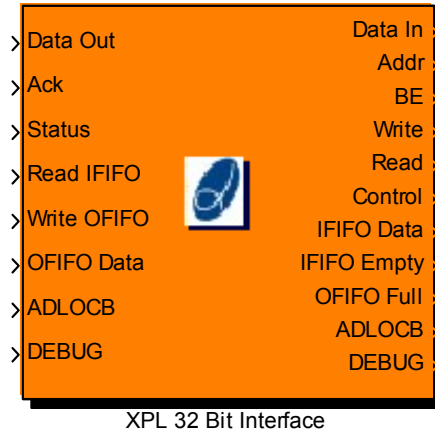 Data Out
Ack
Status
Read IFIFO
Write OFIFO
OFIFO Data
ADLOCB
DEBUG
Data In
Addr
BE
Write
Read
Control
IFIFO Data
IFIFO Empty
OFIFO Full
ADLOCB
DEBUG
XPL 32 Bit Interface